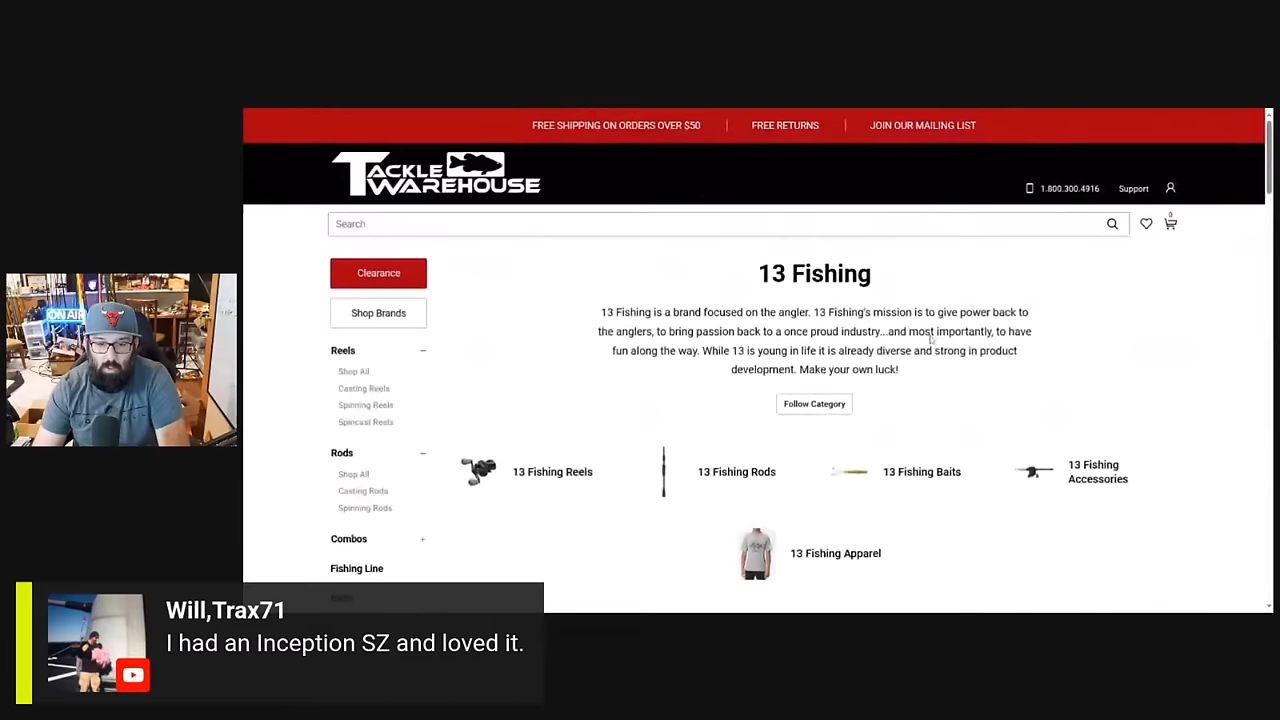 FREE SHIPPING ON ORDERS OVER $50 | FREE RETURNS | JOIN OUR MAILING LIST
TACKLE WAREHOUSE
1.800.300.4916 Support
Search
0
Clearance
Shop Brands
Reels
Shop All
Casting Reels
Spinning Reels
Spincast Reels
Rods
Shop All
Casting Rods
Spinning Rods
Combos
Fishing Line
13 Fishing
13 Fishing is a brand focused on the angler. 13 Fishing's mission is to give power back to
the anglers, to bring passion back to a once proud industry...and most importantly, to have
fun along the way. While 13 is young in life it is already diverse and strong in product
development. Make your own luck!
Follow Category
13 Fishing Reels
13 Fishing Rods
13 Fishing Baits
13 Fishing
Accessories
13 Fishing Apparel
ON AIR
Will,Trax71
I had an Inception SZ and loved it.